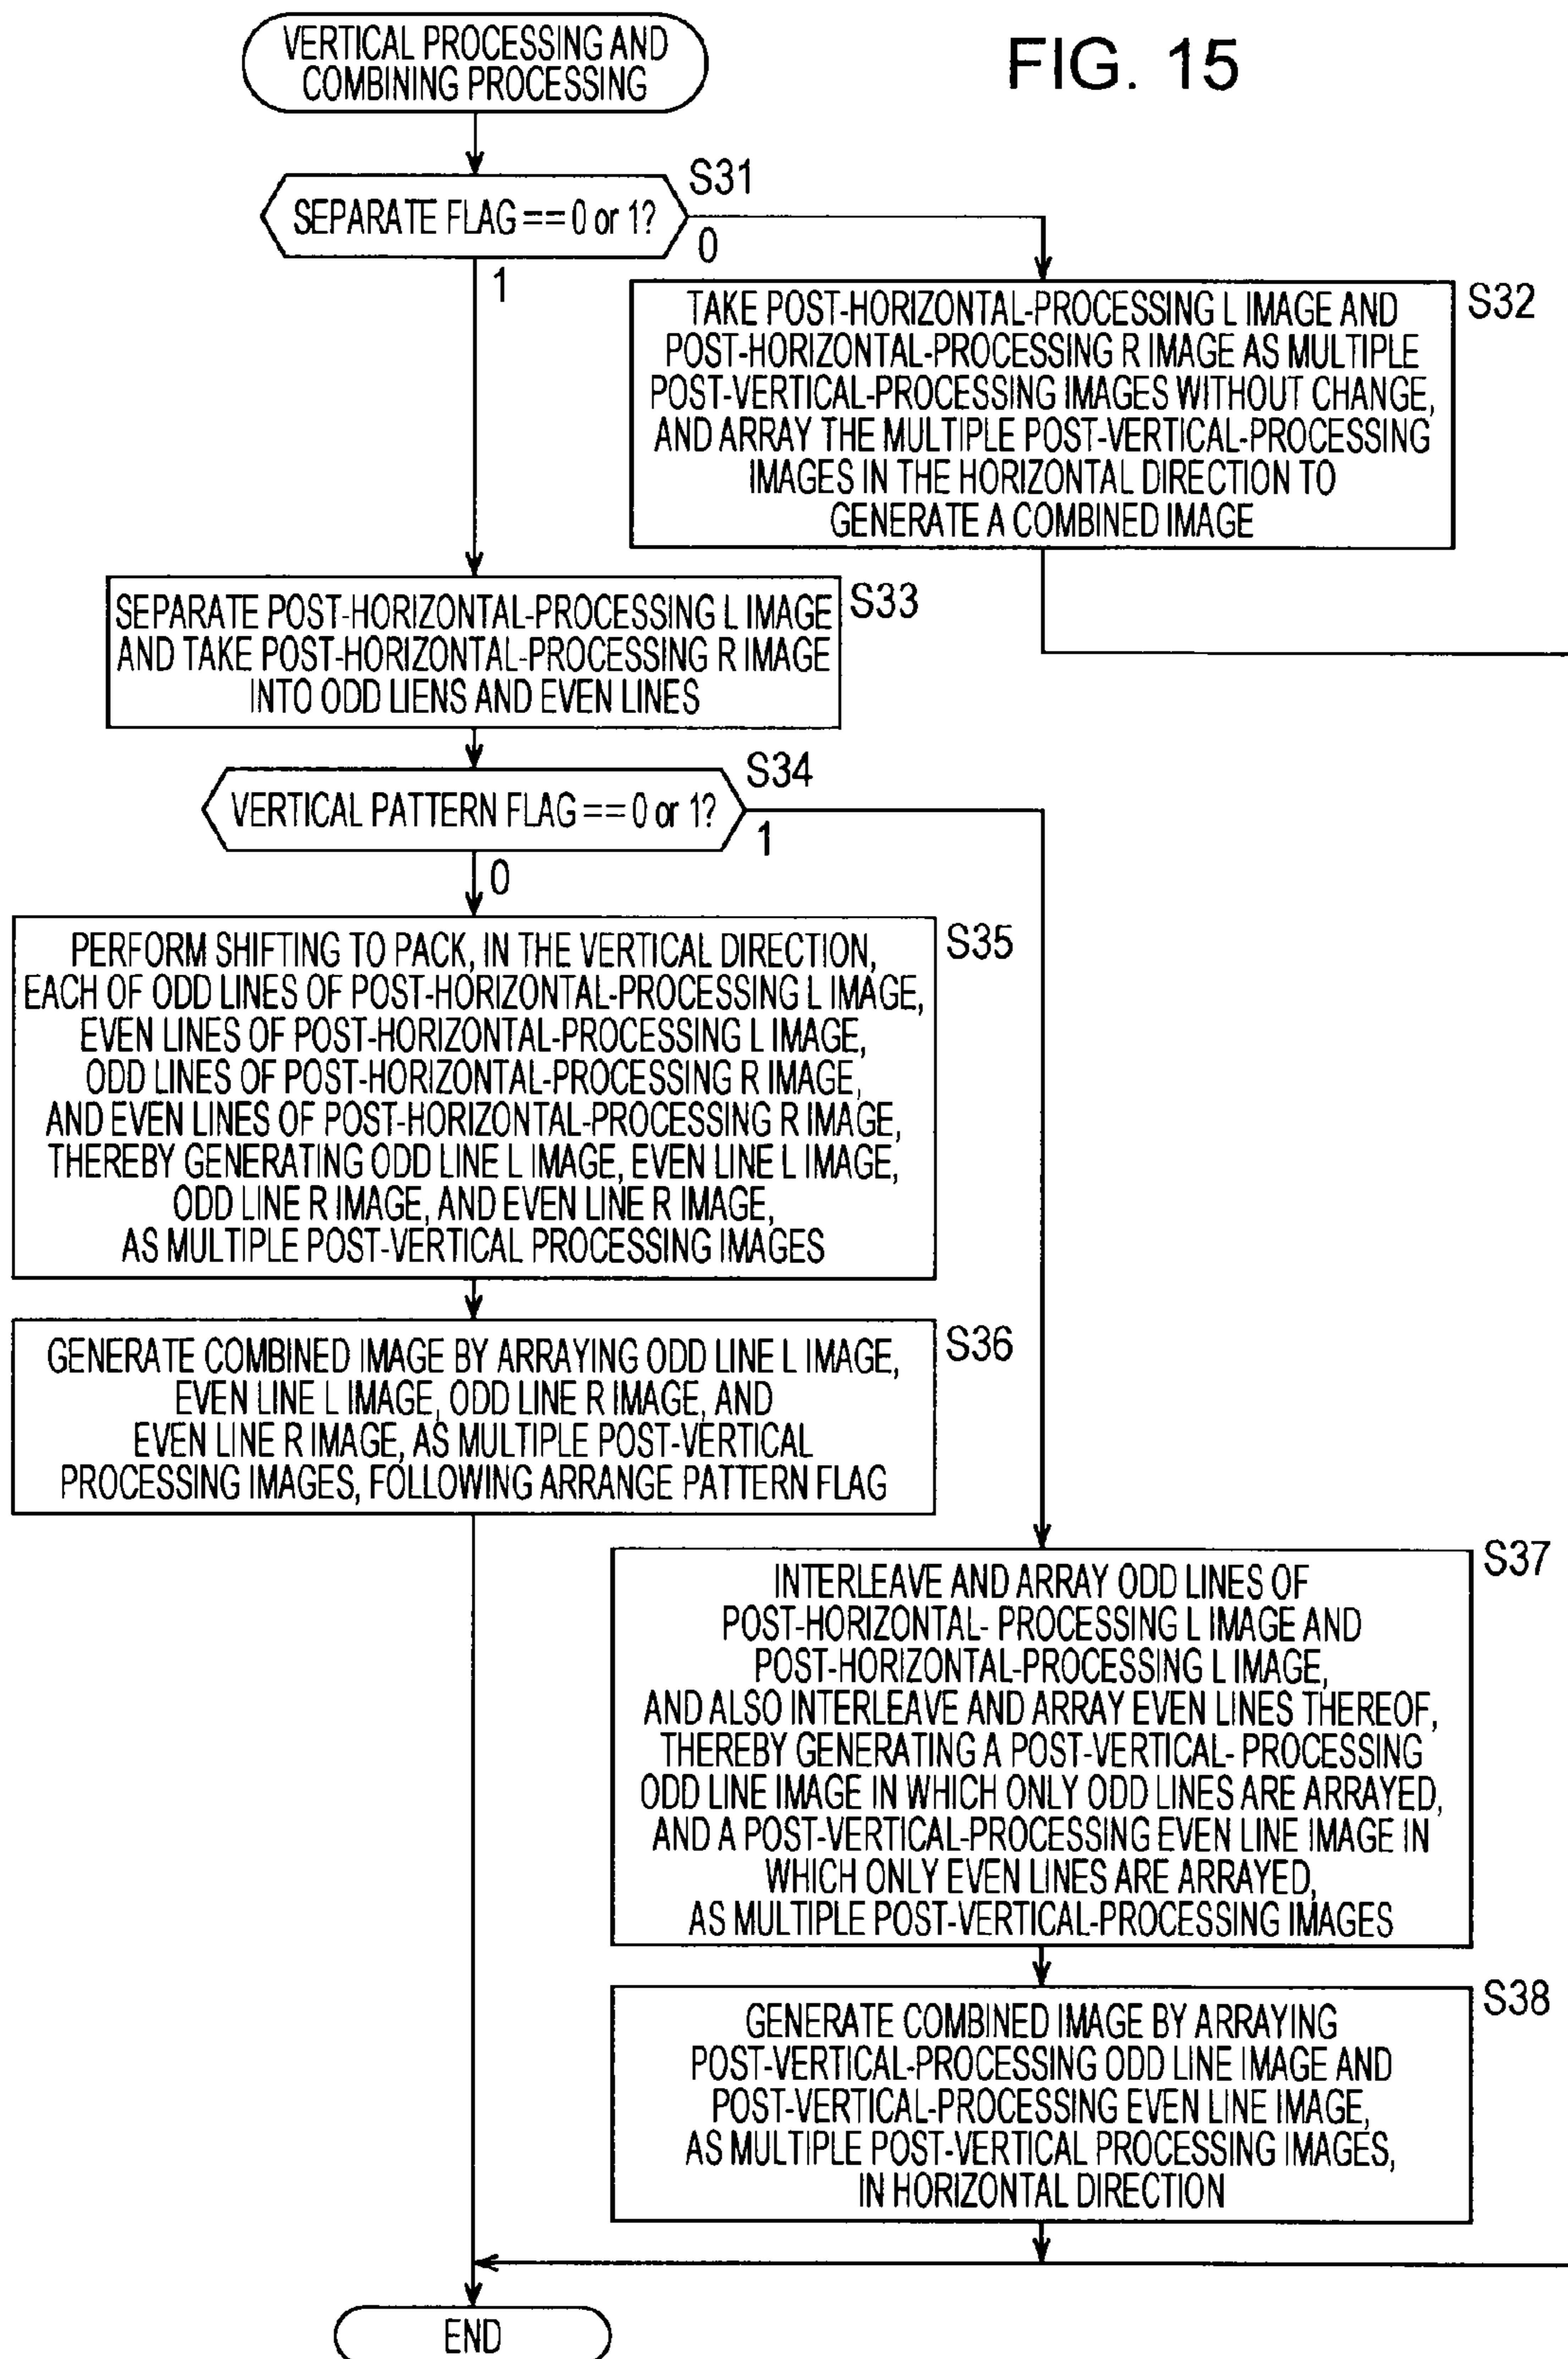 FIG. 15
VERTICAL PROCESSING AND
COMBINING PROCESSING
S31
SEPARATE FLAG == 0 or 1?
0
1
S32
TAKE POST-HORIZONTAL-PROCESSING L IMAGE AND
POST-HORIZONTAL-PROCESSING R IMAGE AS MULTIPLE
POST-VERTICAL-PROCESSING IMAGES WITHOUT CHANGE,
AND ARRAY THE MULTIPLE POST-VERTICAL-PROCESSING
IMAGES IN THE HORIZONTAL DIRECTION TO
GENERATE A COMBINED IMAGE
S33
SEPARATE POST-HORIZONTAL-PROCESSING L IMAGE
AND TAKE POST-HORIZONTAL-PROCESSING R IMAGE
INTO ODD LIENS AND EVEN LINES
S34
VERTICAL PATTERN FLAG == 0 or 1?
1
0
S35
PERFORM SHIFTING TO PACK, IN THE VERTICAL DIRECTION,
EACH OF ODD LINES OF POST-HORIZONTAL-PROCESSING L IMAGE,
EVEN LINES OF POST-HORIZONTAL-PROCESSING L IMAGE,
ODD LINES OF POST-HORIZONTAL-PROCESSING R IMAGE,
AND EVEN LINES OF POST-HORIZONTAL-PROCESSING R IMAGE,
THEREBY GENERATING ODD LINE L IMAGE, EVEN LINE L IMAGE,
ODD LINE R IMAGE, AND EVEN LINE R IMAGE,
AS MULTIPLE POST-VERTICAL PROCESSING IMAGES
S36
GENERATE COMBINED IMAGE BY ARRAYING ODD LINE L IMAGE,
EVEN LINE L IMAGE, ODD LINE R IMAGE, AND
EVEN LINE R IMAGE, AS MULTIPLE POST-VERTICAL
PROCESSING IMAGES, FOLLOWING ARRANGE PATTERN FLAG
S37
INTERLEAVE AND ARRAY ODD LINES OF
POST-HORIZONTAL- PROCESSING L IMAGE AND
POST-HORIZONTAL-PROCESSING L IMAGE,
AND ALSO INTERLEAVE AND ARRAY EVEN LINES THEREOF,
THEREBY GENERATING A POST-VERTICAL- PROCESSING
ODD LINE IMAGE IN WHICH ONLY ODD LINES ARE ARRAYED,
AND A POST-VERTICAL-PROCESSING EVEN LINE IMAGE IN
WHICH ONLY EVEN LINES ARE ARRAYED,
AS MULTIPLE POST-VERTICAL-PROCESSING IMAGES
S38
GENERATE COMBINED IMAGE BY ARRAYING
POST-VERTICAL-PROCESSING ODD LINE IMAGE AND
POST-VERTICAL-PROCESSING EVEN LINE IMAGE,
AS MULTIPLE POST-VERTICAL PROCESSING IMAGES,
IN HORIZONTAL DIRECTION
END